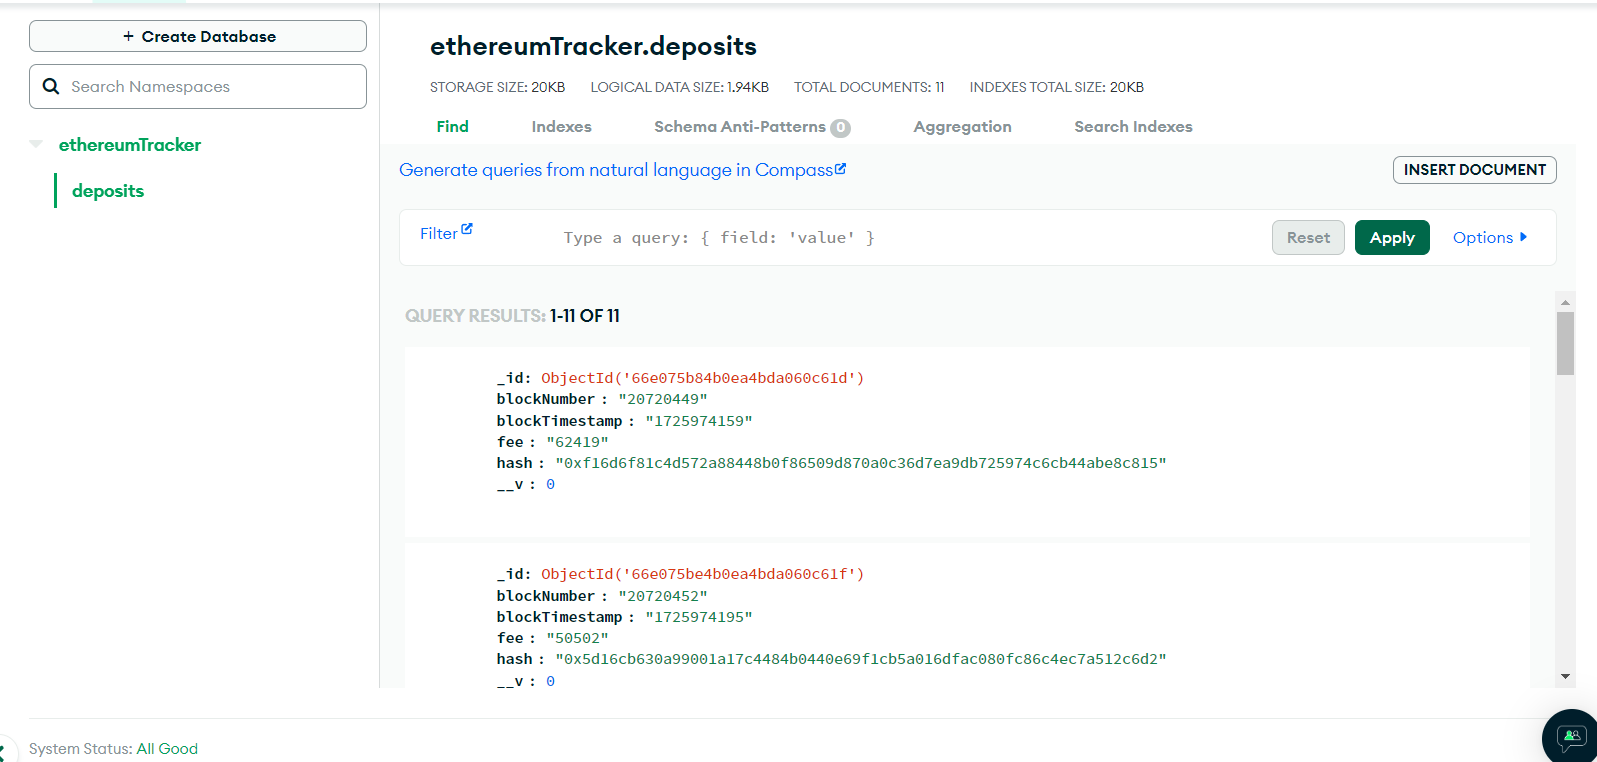 + Create Database
Search Namespaces
ethereumTracker
deposits
ethereumTracker.deposits
STORAGE SIZE: 20KB LOGICAL DATA SIZE: 1.94KB TOTAL DOCUMENTS: 11 INDEXES TOTAL SIZE: 20KB
Find Indexes Schema Anti-Patterns 0 Aggregation Search Indexes
Generate queries from natural language in Compass
INSERT DOCUMENT
Filter Type a query: { field: 'value' } Reset Apply Options
QUERY RESULTS: 1-11 OF 11
_id: ObjectId('66e075b84b0ea4bda060c61d')
blockNumber : "20720449"
blockTimestamp : "1725974159"
fee : "62419"
hash : "0xf16d6f81c4d572a88448b0f86509d870a0c36d7ea9db725974c6cb44abe8c815"
__v : 0
_id: ObjectId('66e075be4b0ea4bda060c61f')
blockNumber : "20720452"
blockTimestamp : "1725974195"
fee : "50502"
hash : "0x5d16cb630a99001a17c4484b0440e69f1cb5a016dfac080fc86c4ec7a512c6d2"
__v : 0
System Status: All Good